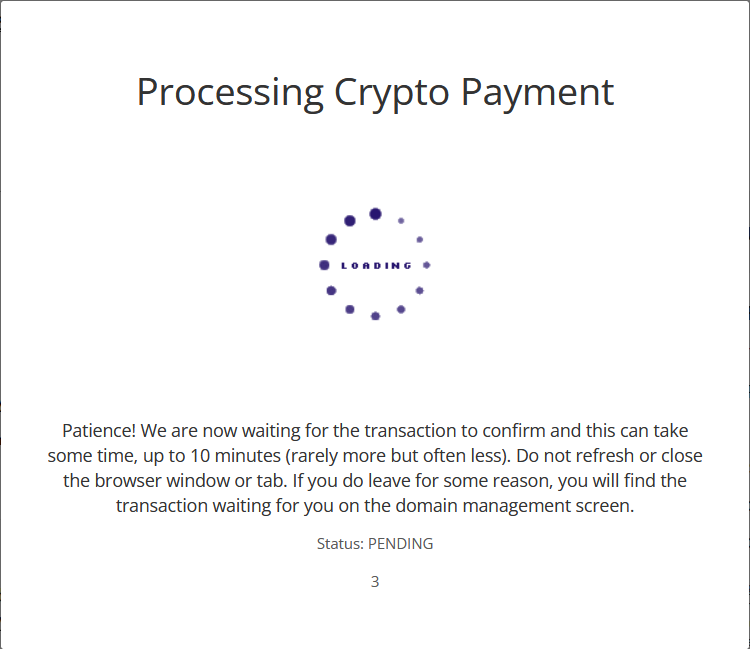 Processing Crypto Payment
LOADING
Patience! We are now waiting for the transaction to confirm and this can take
some time, up to 10 minutes (rarely more but often less). Do not refresh or close
the browser window or tab. If you do leave for some reason, you will find the
transaction waiting for you on the domain management screen.
Status: PENDING
3